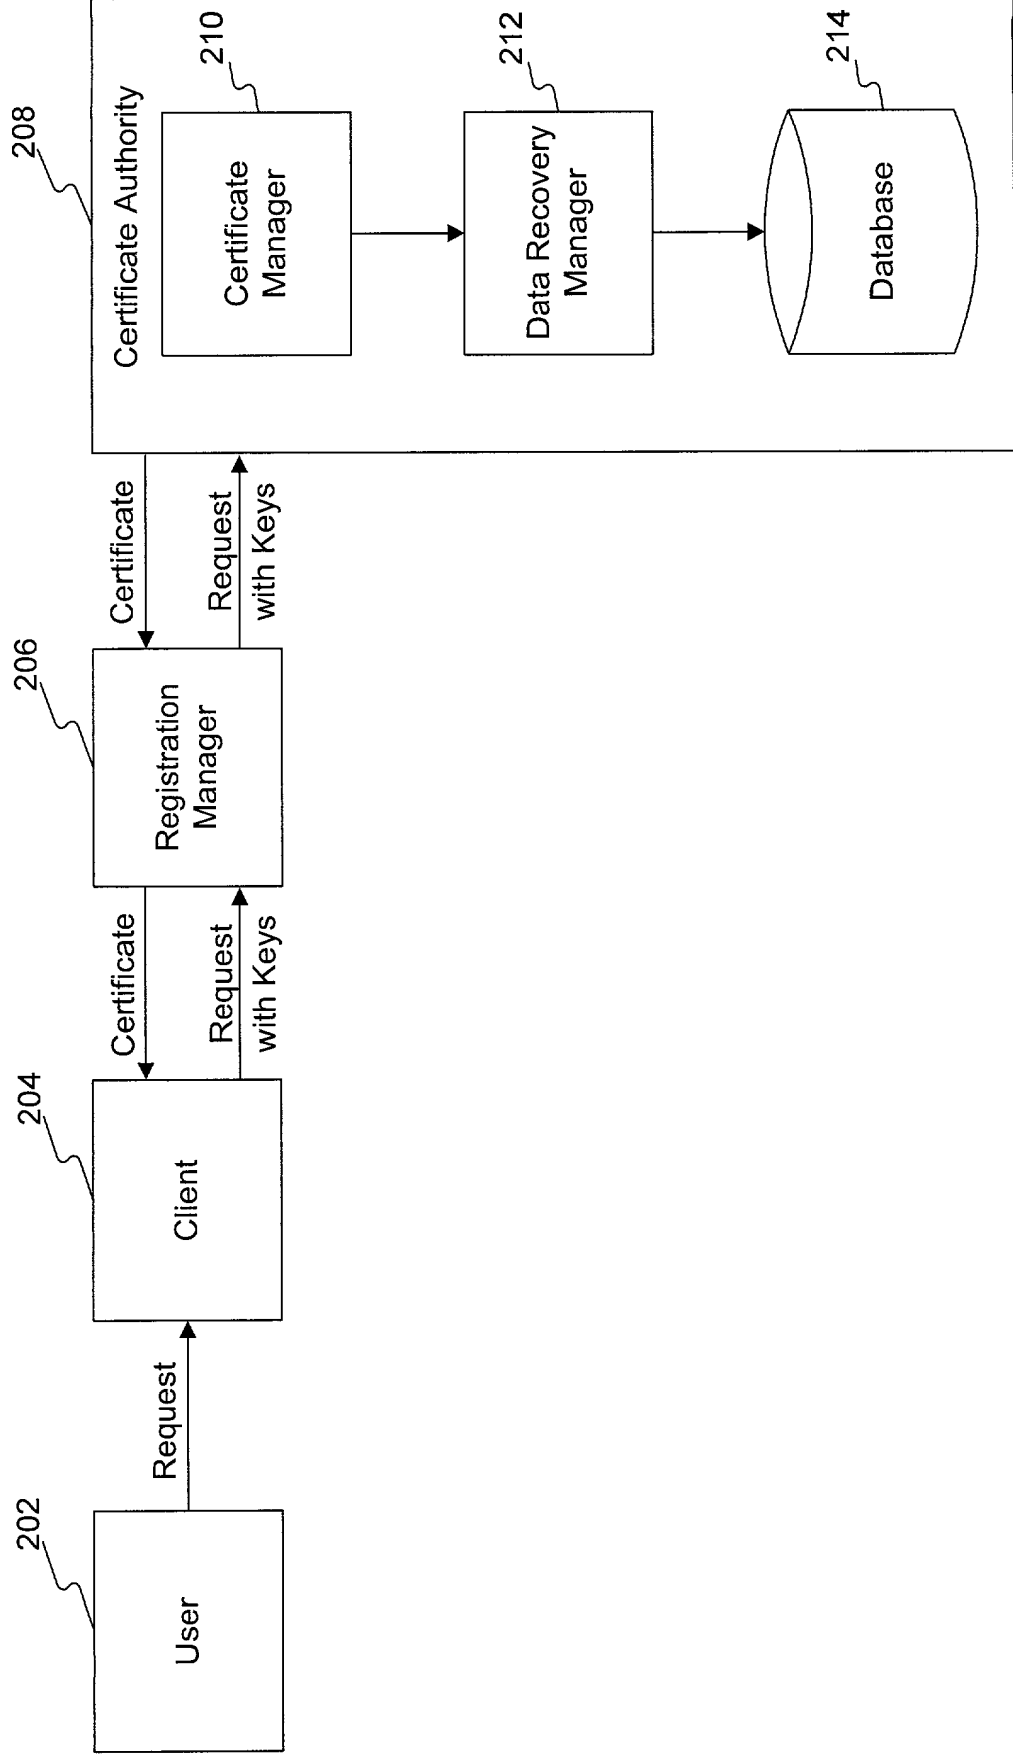 202
User
Request
204
Client
Certificate
Request
with Keys
206
Registration
Manager
Certificate
Request
with Keys
208
Certificate Authority
210
Certificate
Manager
212
Data Recovery
Manager
214
Database